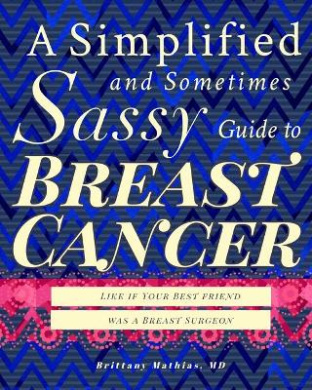 A Simplified
and Sometimes
Sassy Guide to
BREAST
CANCER
LIKE IF YOUR BEST FRIEND
WAS A BREAST SURGEON
Brittany Mathias, MD